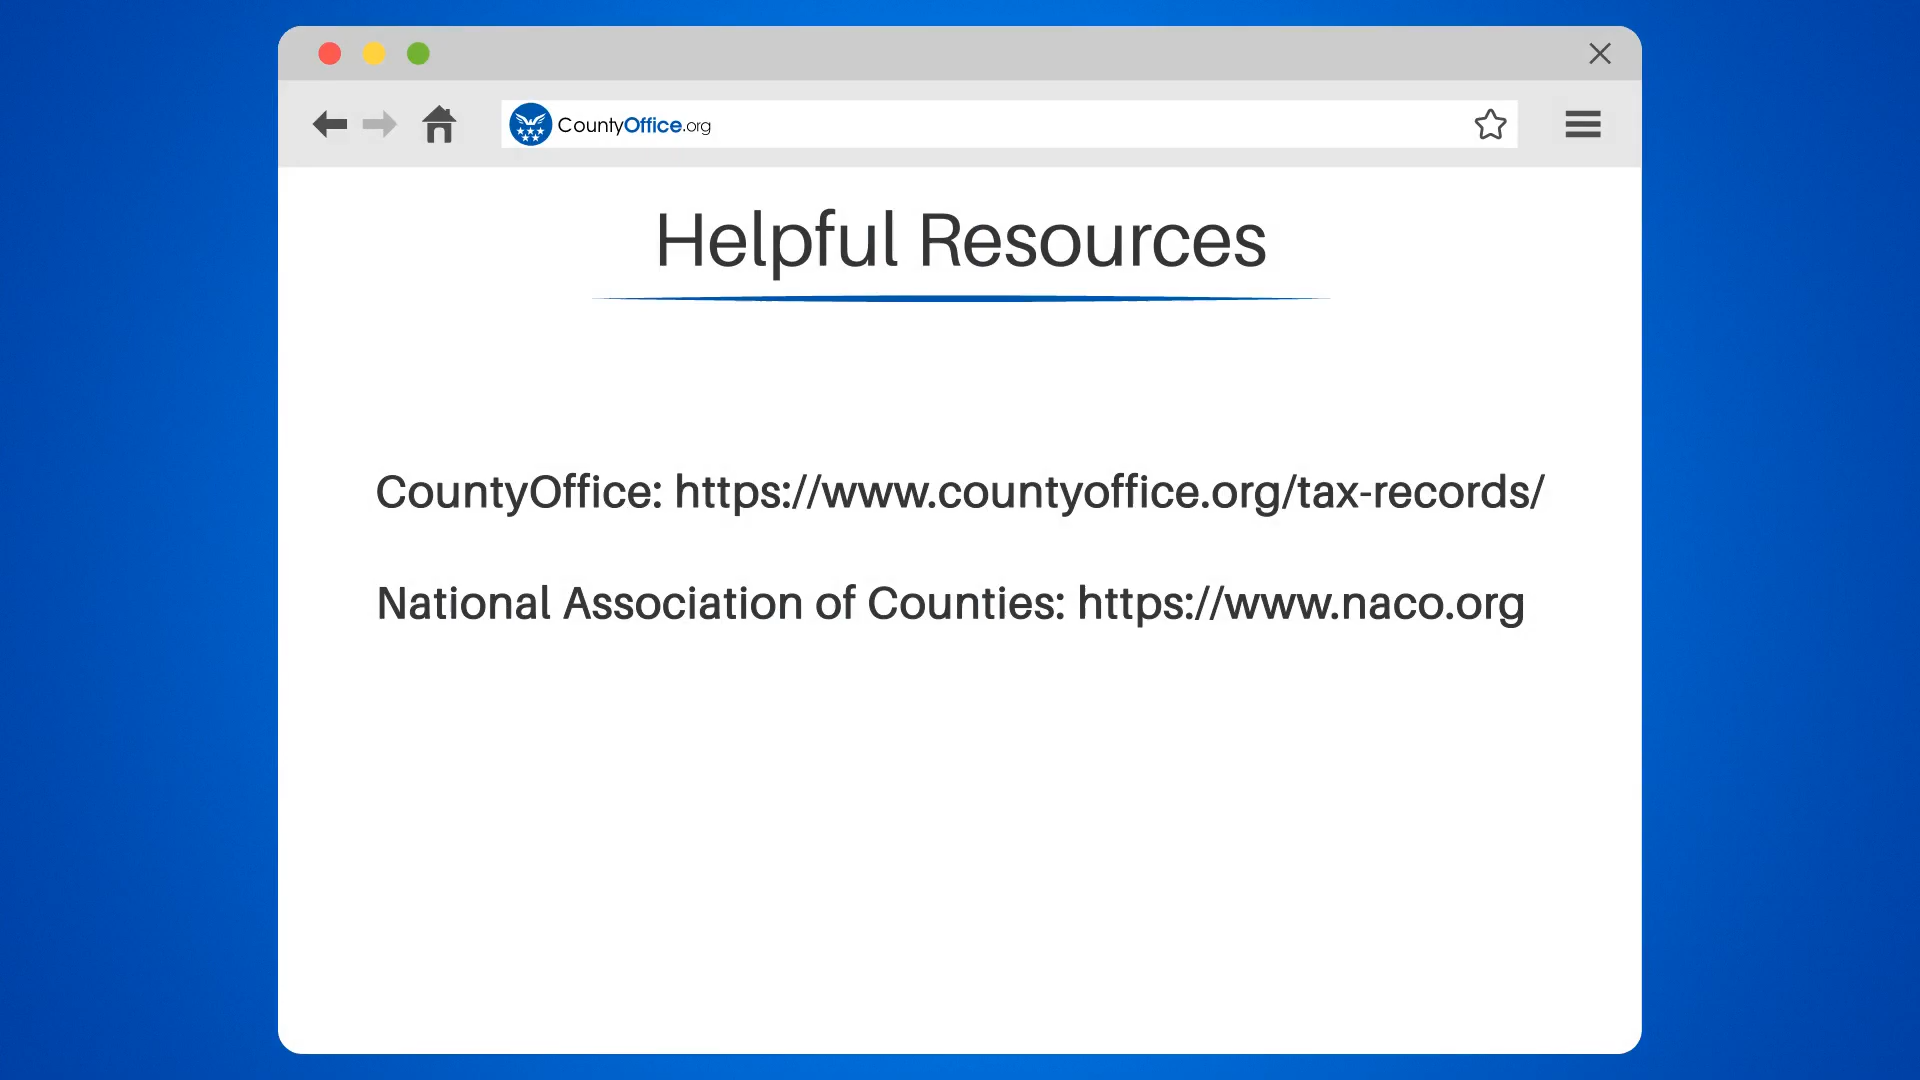 CountyOffice.org
Helpful Resources
CountyOffice: https://www.countyoffice.org/tax-records/
National Association of Counties: https://www.naco.org